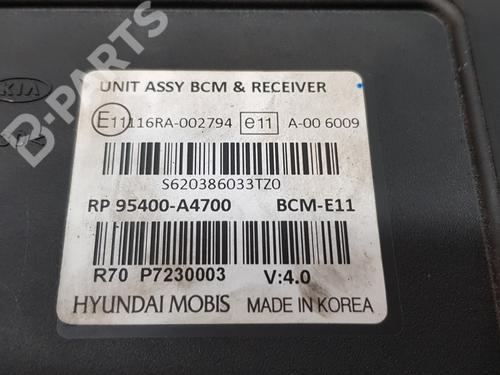 B-PARTS
KIA
UNIT ASSY BCM & RECEIVER
E11 116RA-002794 e11 A-00 6009
S620386033TZ0
RP 95400-A4700 BCM-E11
R70 P7230003 V:4.0
HYUNDAI MOBIS MADE IN KOREA